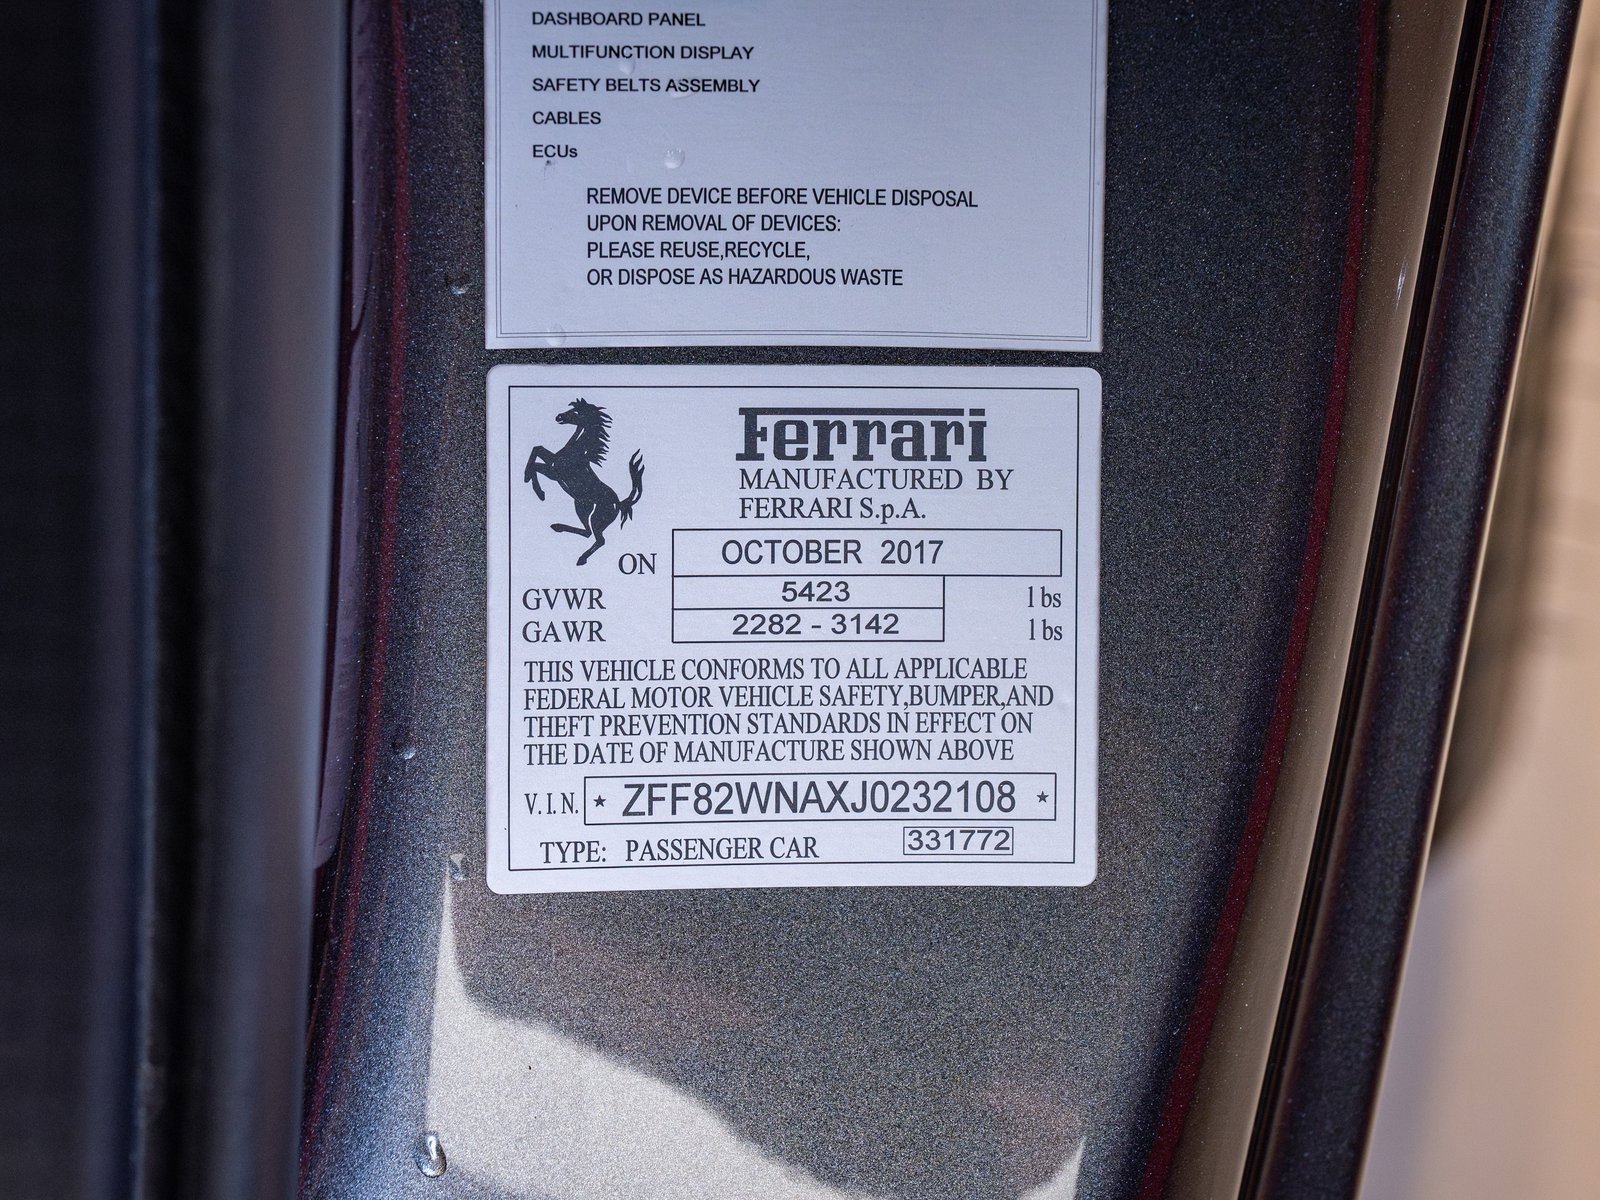 DASHBOARD PANEL
MULTIFUNCTION DISPLAY
SAFETY BELTS ASSEMBLY
CABLES
ECUs
REMOVE DEVICE BEFORE VEHICLE DISPOSAL
UPON REMOVAL OF DEVICES:
PLEASE REUSE,RECYCLE,
OR DISPOSE AS HAZARDOUS WASTE
Ferrari
MANUFACTURED BY
FERRARI S.p.A.
ON OCTOBER 2017
GVWR 5423 lbs
GAWR 2282 - 3142 lbs
THIS VEHICLE CONFORMS TO ALL APPLICABLE
FEDERAL MOTOR VEHICLE SAFETY,BUMPER,AND
THEFT PREVENTION STANDARDS IN EFFECT ON
THE DATE OF MANUFACTURE SHOWN ABOVE
V.I.N. ★ ZFF82WNAXJ0232108 ★
TYPE: PASSENGER CAR 331772